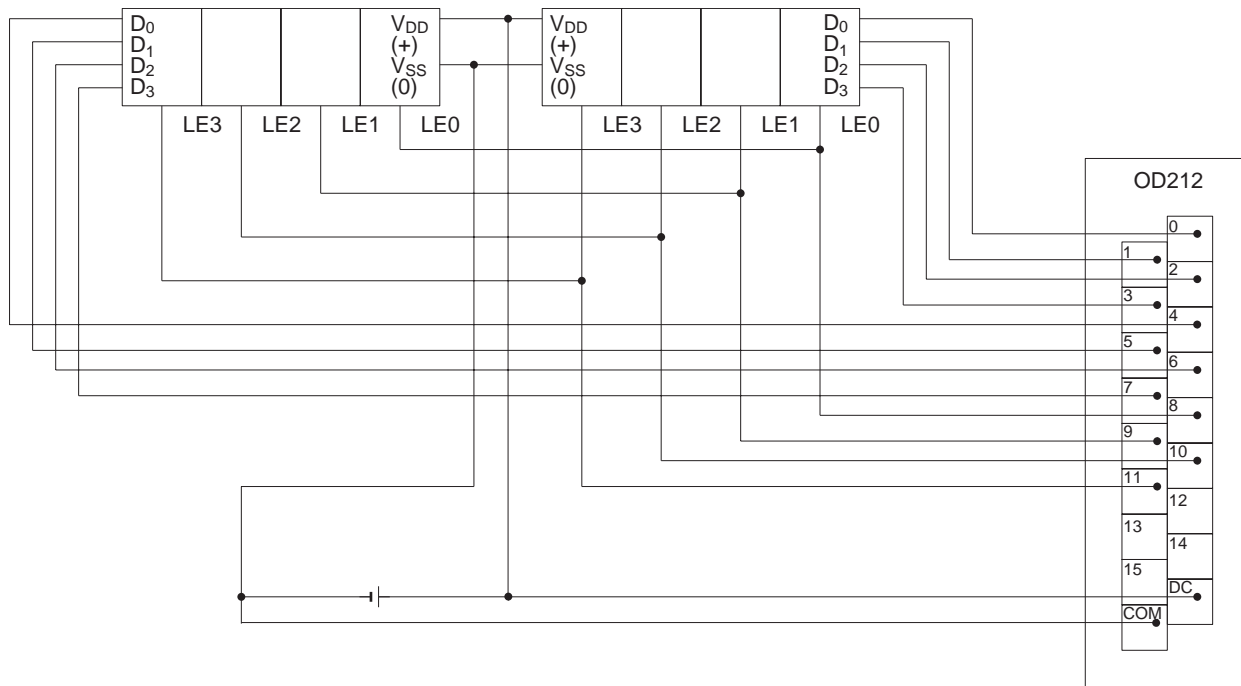 D0
D1
D2
D3
VDD
(+)
VSS
(0)
VDD
(+)
VSS
(0)
D0
D1
D2
D3
LE3
LE2
LE1
LE0
LE3
LE2
LE1
LE0
OD212
0
1
2
3
4
5
6
7
8
9
10
11
12
13
14
15
DC
COM